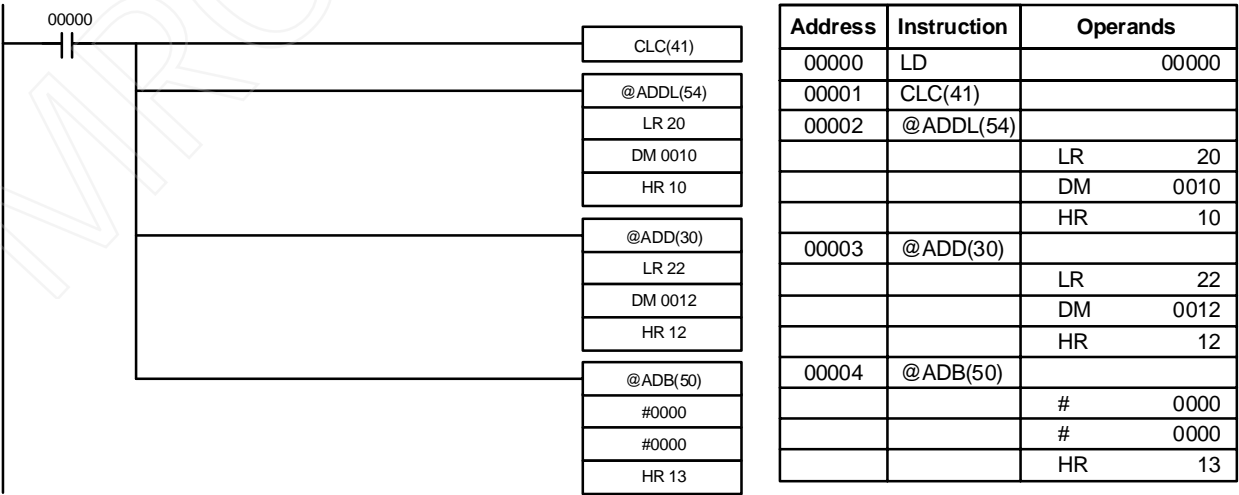 00000
CLC(41)
@ADDL(54)
LR 20
DM 0010
HR 10
@ADD(30)
LR 22
DM 0012
HR 12
@ADB(50)
#0000
#0000
HR 13
Address Instruction Operands
00000 LD 00000
00001 CLC(41)
00002 @ADDL(54)
LR 20
DM 0010
HR 10
00003 @ADD(30)
LR 22
DM 0012
HR 12
00004 @ADB(50)
# 0000
# 0000
HR 13